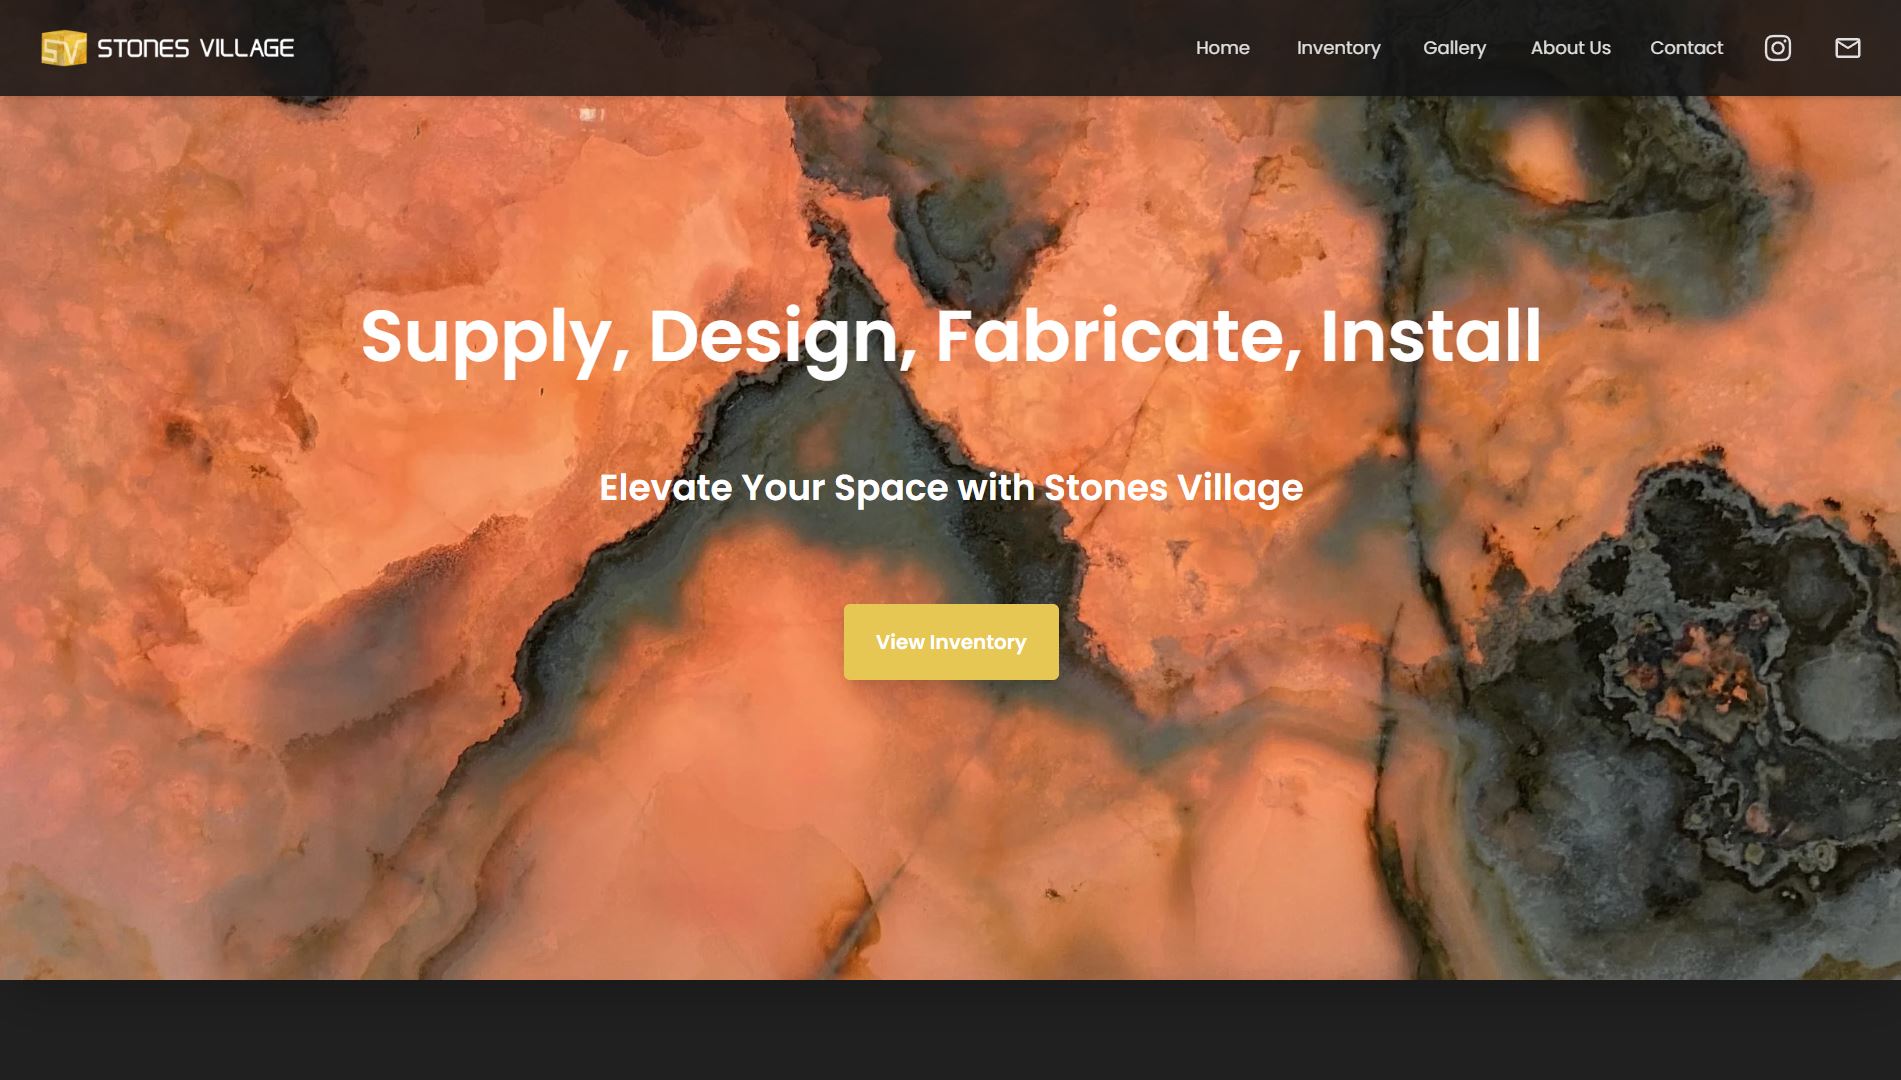 SV STONES VILLAGE
Home Inventory Gallery About Us Contact
Supply, Design, Fabricate, Install
Elevate Your Space with Stones Village
View Inventory